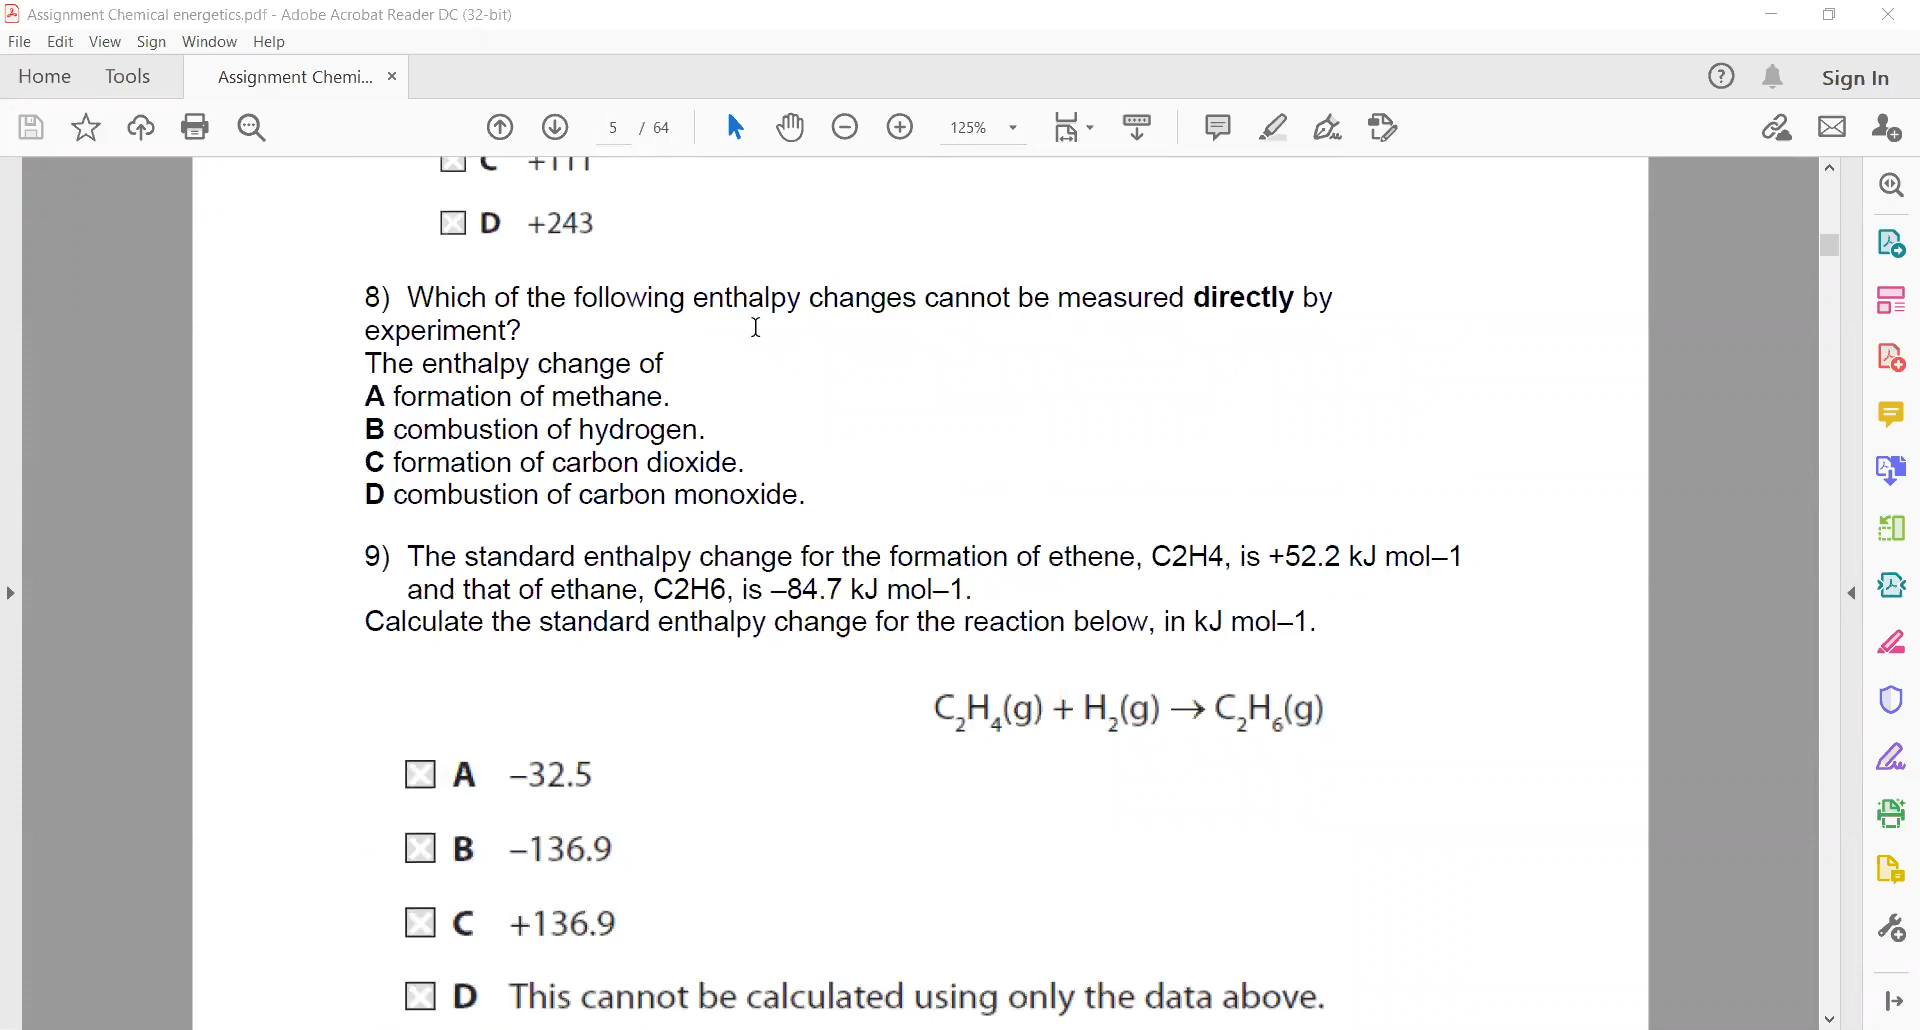 Assignment Chemical energetics.pdf - Adobe Acrobat Reader DC (32-bit)
File Edit View Sign Window Help
Home Tools Assignment Chemi... × Sign In
5 / 64 125%
C +111
D +243
8) Which of the following enthalpy changes cannot be measured directly by
experiment?
The enthalpy change of
A formation of methane.
B combustion of hydrogen.
C formation of carbon dioxide.
D combustion of carbon monoxide.
9) The standard enthalpy change for the formation of ethene, C2H4, is +52.2 kJ mol–1
and that of ethane, C2H6, is –84.7 kJ mol–1.
Calculate the standard enthalpy change for the reaction below, in kJ mol–1.
C₂H₄(g) + H₂(g) → C₂H₆(g)
A –32.5
B –136.9
C +136.9
D This cannot be calculated using only the data above.